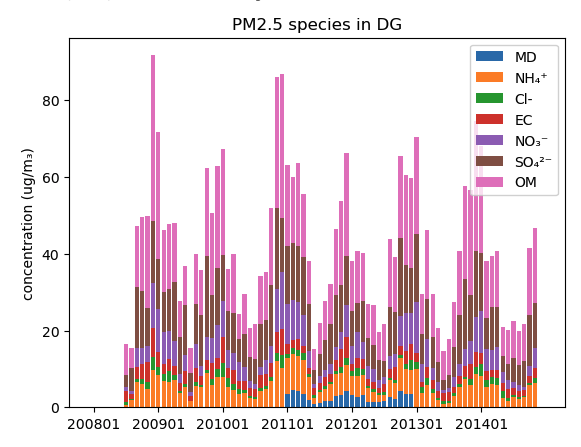 PM2.5 species in DG
concentration (ug/m₃)
80
60
40
20
0
200801
200901
201001
201101
201201
201301
201401
MD
NH₄⁺
Cl-
EC
NO₃⁻
SO₄²⁻
OM